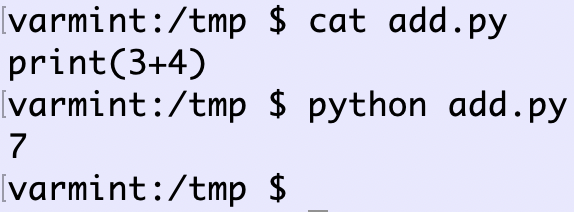 [varmint:/tmp $ cat add.py
print(3+4)
[varmint:/tmp $ python add.py
7
[varmint:/tmp $